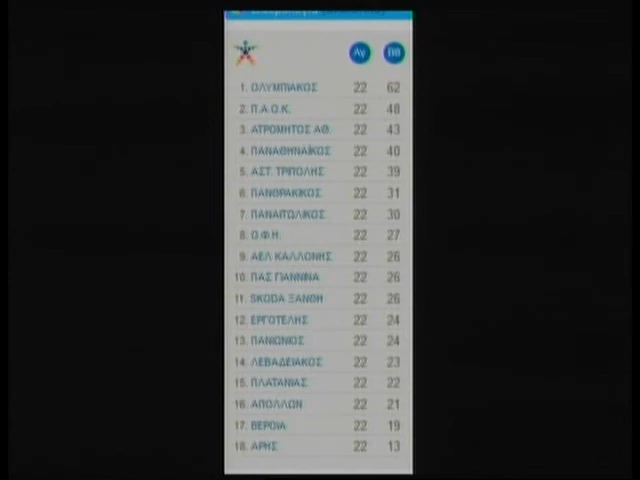 Αγ Βθ
1. ΟΛΥΜΠΙΑΚΟΣ 22 62
2. Π.Α.Ο.Κ. 22 48
3. ΑΤΡΟΜΗΤΟΣ ΑΘ. 22 43
4. ΠΑΝΑΘΗΝΑΪΚΟΣ 22 40
5. ΑΣΤ. ΤΡΙΠΟΛΗΣ 22 39
6. ΠΑΝΘΡΑΚΙΚΟΣ 22 31
7. ΠΑΝΑΙΤΩΛΙΚΟΣ 22 30
8. Ο.Φ.Η. 22 27
9. ΑΕΛ ΚΑΛΛΟΝΗΣ 22 26
10. ΠΑΣ ΓΙΑΝΝΙΝΑ 22 26
11. SKODA ΞΑΝΘΗ 22 26
12. ΕΡΓΟΤΕΛΗΣ 22 24
13. ΠΑΝΙΩΝΙΟΣ 22 24
14. ΛΕΒΑΔΕΙΑΚΟΣ 22 23
15. ΠΛΑΤΑΝΙΑΣ 22 22
16. ΑΠΟΛΛΩΝ 22 21
17. ΒΕΡΟΙΑ 22 19
18. ΑΡΗΣ 22 13